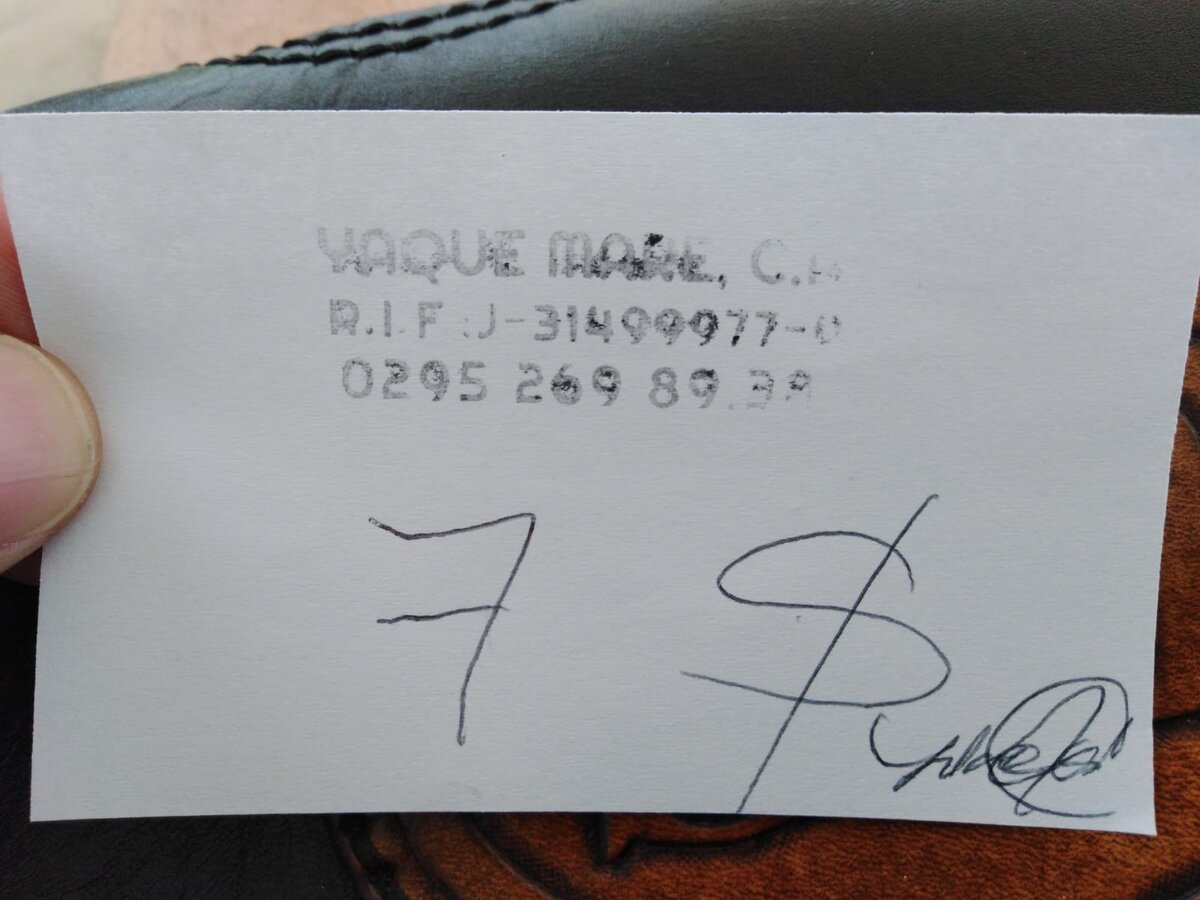 YAQUE MARE, C.A
R.I.F.:J-31499977-0
0295 269 89.38
7 $